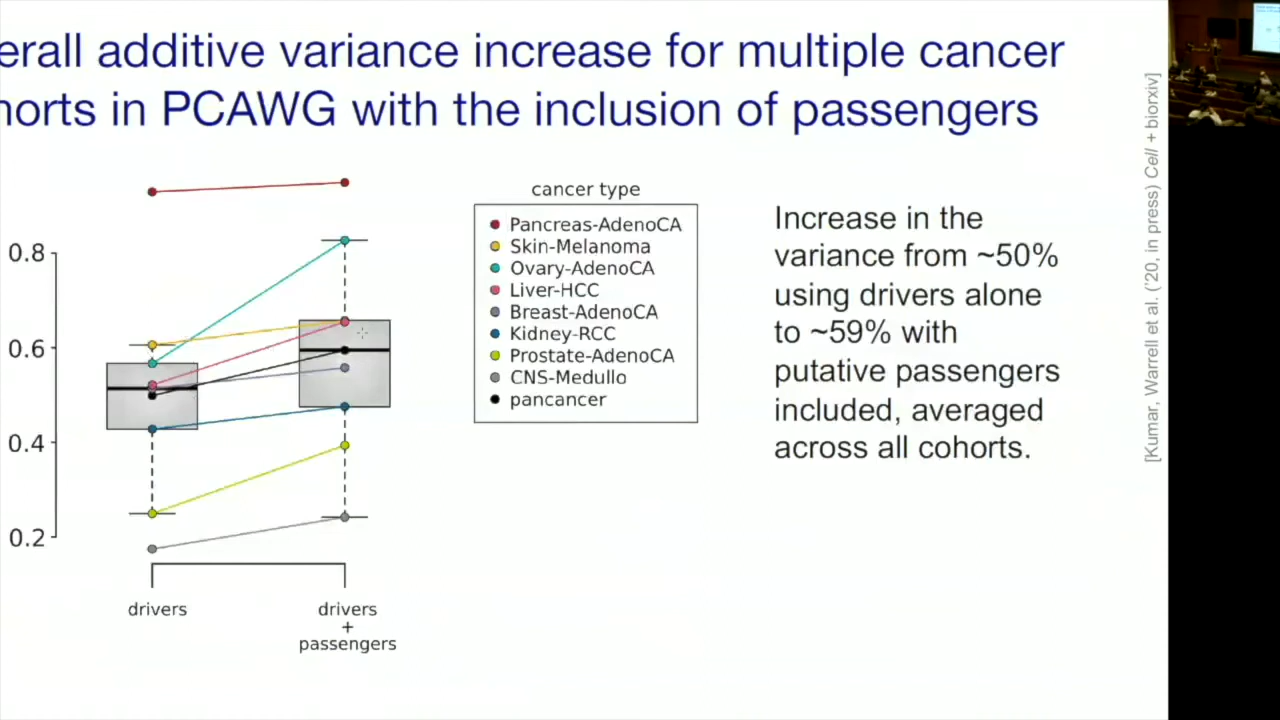 erall additive variance increase for multiple cancer
horts in PCAWG with the inclusion of passengers
0.8
0.6
0.4
0.2
drivers
drivers
+
passengers
cancer type
Pancreas-AdenoCA
Skin-Melanoma
Ovary-AdenoCA
Liver-HCC
Breast-AdenoCA
Kidney-RCC
Prostate-AdenoCA
CNS-Medullo
pancancer
Increase in the
variance from ~50%
using drivers alone
to ~59% with
putative passengers
included, averaged
across all cohorts.
[Kumar, Warrell et al. ('20, in press) Cell + biorxiv]